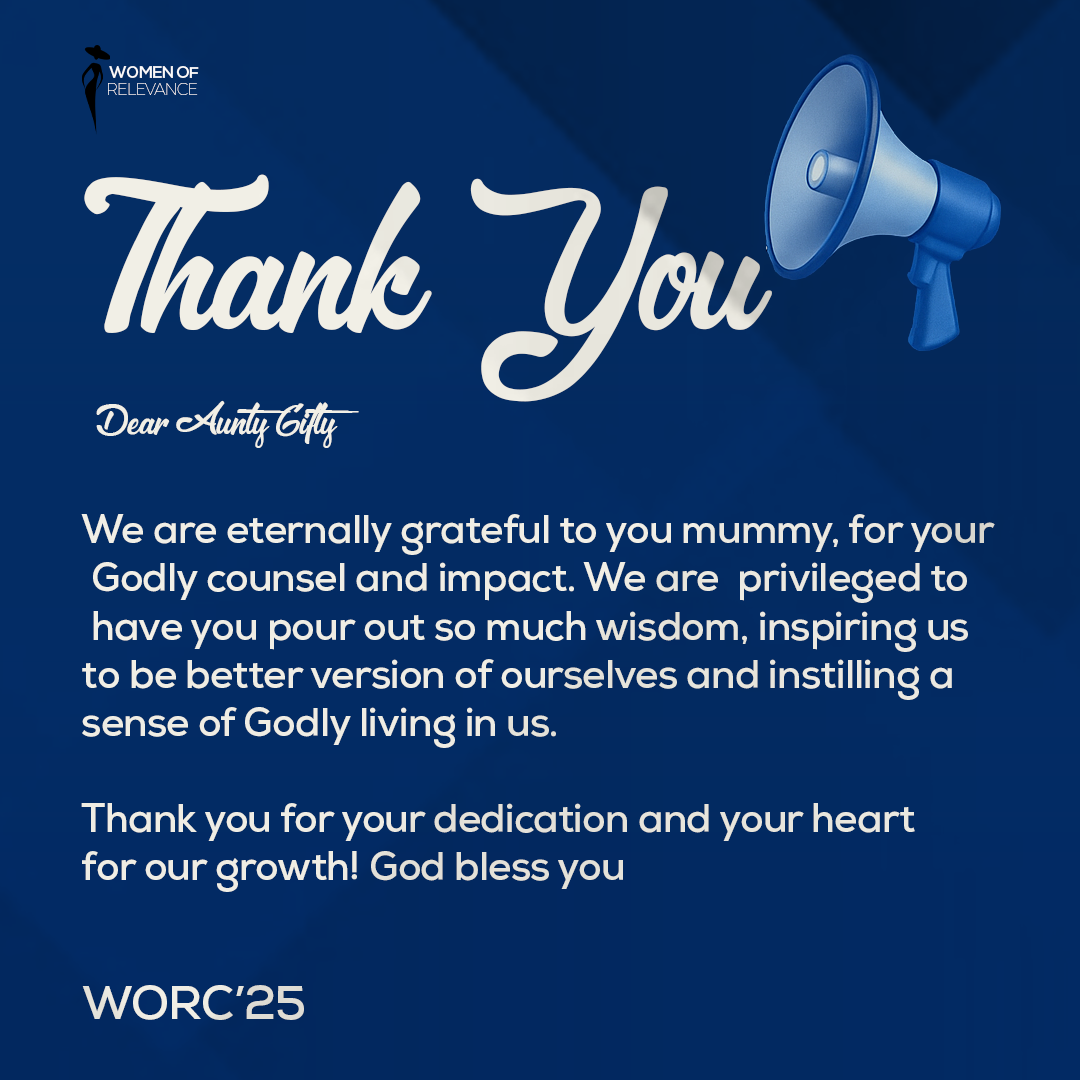 WOMEN OF
RELEVANCE
Thank You
Dear Aunty Gifty
We are eternally grateful to you mummy, for your
Godly counsel and impact. We are privileged to
have you pour out so much wisdom, inspiring us
to be better version of ourselves and instilling a
sense of Godly living in us.
Thank you for your dedication and your heart
for our growth! God bless you
WORC'25